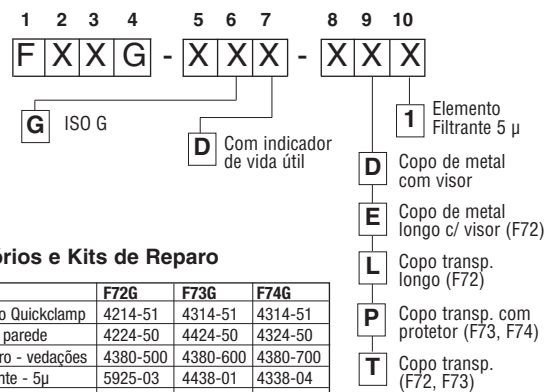 1 2 3 4 5 6 7 8 9 10
F X X G - X X X - X X X
G ISO G
D Com indicador
de vida útil
1 Elemento
Filtrante 5 µ
D Copo de metal
com visor
E Copo de metal
longo c/ visor (F72)
L Copo transp.
longo (F72)
P Copo transp. com
protetor (F73, F74)
T Copo transp.
(F72, F73)
órios e Kits de Reparo
F72G F73G F74G
o Quickclamp 4214-51 4314-51 4314-51
parede 4224-50 4424-50 4324-50
ro - vedações 4380-500 4380-600 4380-700
nte - 5µ 5925-03 4438-01 4338-04